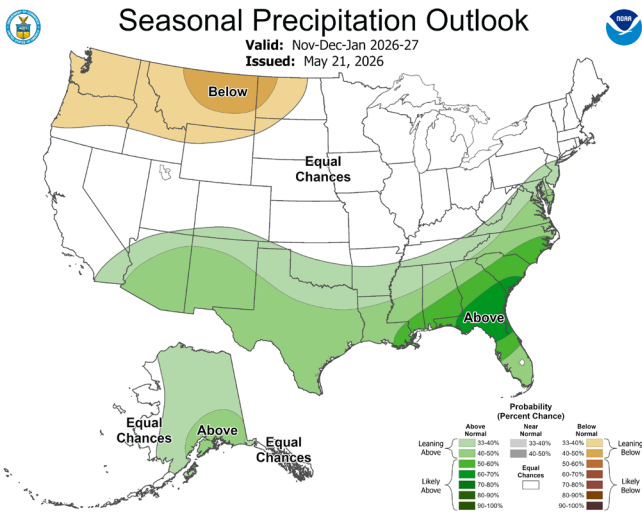 Seasonal Precipitation Outlook
Valid: Nov-Dec-Jan 2026-27
Issued: May 21, 2026
NOAA
Below
Equal
Chances
Above
Equal
Chances
Above
Equal
Chances
Probability
(Percent Chance)
Above
Normal
Near
Normal
Below
Normal
Leaning
Above
33-40%
40-50%
33-40%
40-50%
33-40%
40-50%
Leaning
Below
Likely
Above
50-60%
60-70%
70-80%
80-90%
90-100%
Equal
Chances
50-60%
60-70%
70-80%
80-90%
90-100%
Likely
Below